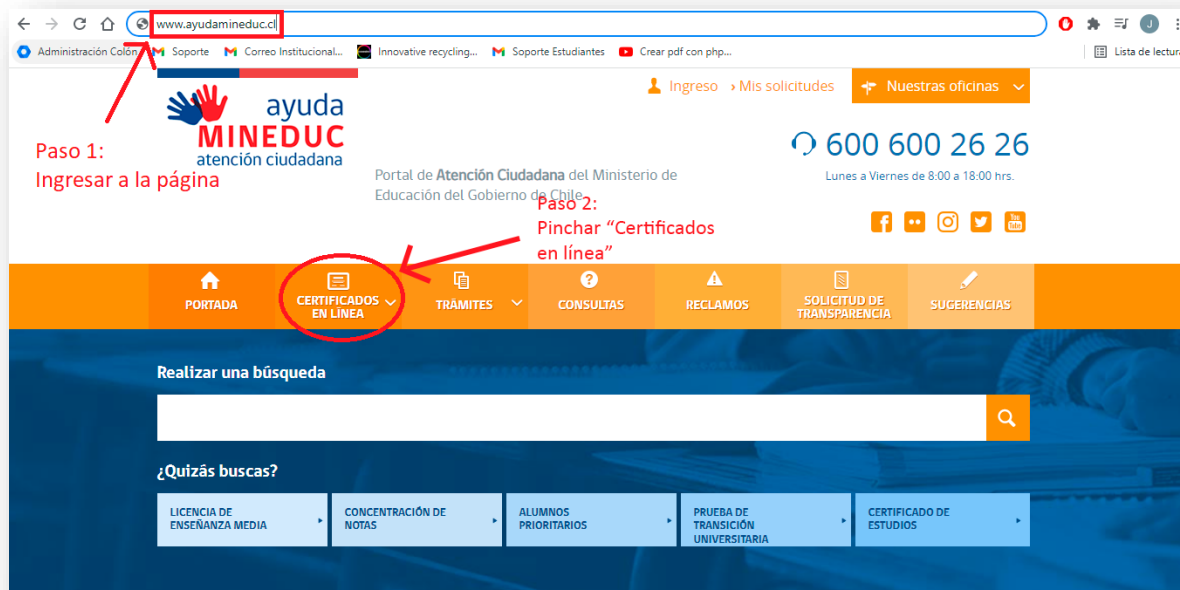 www.ayudamineduc.cl
Administración Colón
Soporte
Correo Institucional...
Innovative recycling...
Soporte Estudiantes
Crear pdf con php...
Lista de lectura
J
Ingreso
Mis solicitudes
Nuestras oficinas
ayuda
MINEDUC
atención ciudadana
600 600 26 26
Lunes a Viernes de 8:00 a 18:00 hrs.
Paso 1:
Ingresar a la página
Portal de Atención Ciudadana del Ministerio de
Educación del Gobierno de Chile
Paso 2:
Pinchar “Certificados
en línea”
You
Tube
PORTADA
CERTIFICADOS
EN LÍNEA
TRÁMITES
CONSULTAS
RECLAMOS
SOLICITUD DE
TRANSPARENCIA
SUGERENCIAS
Realizar una búsqueda
¿Quizás buscas?
LICENCIA DE
ENSEÑANZA MEDIA
CONCENTRACIÓN DE
NOTAS
ALUMNOS
PRIORITARIOS
PRUEBA DE
TRANSICIÓN
UNIVERSITARIA
CERTIFICADO DE
ESTUDIOS